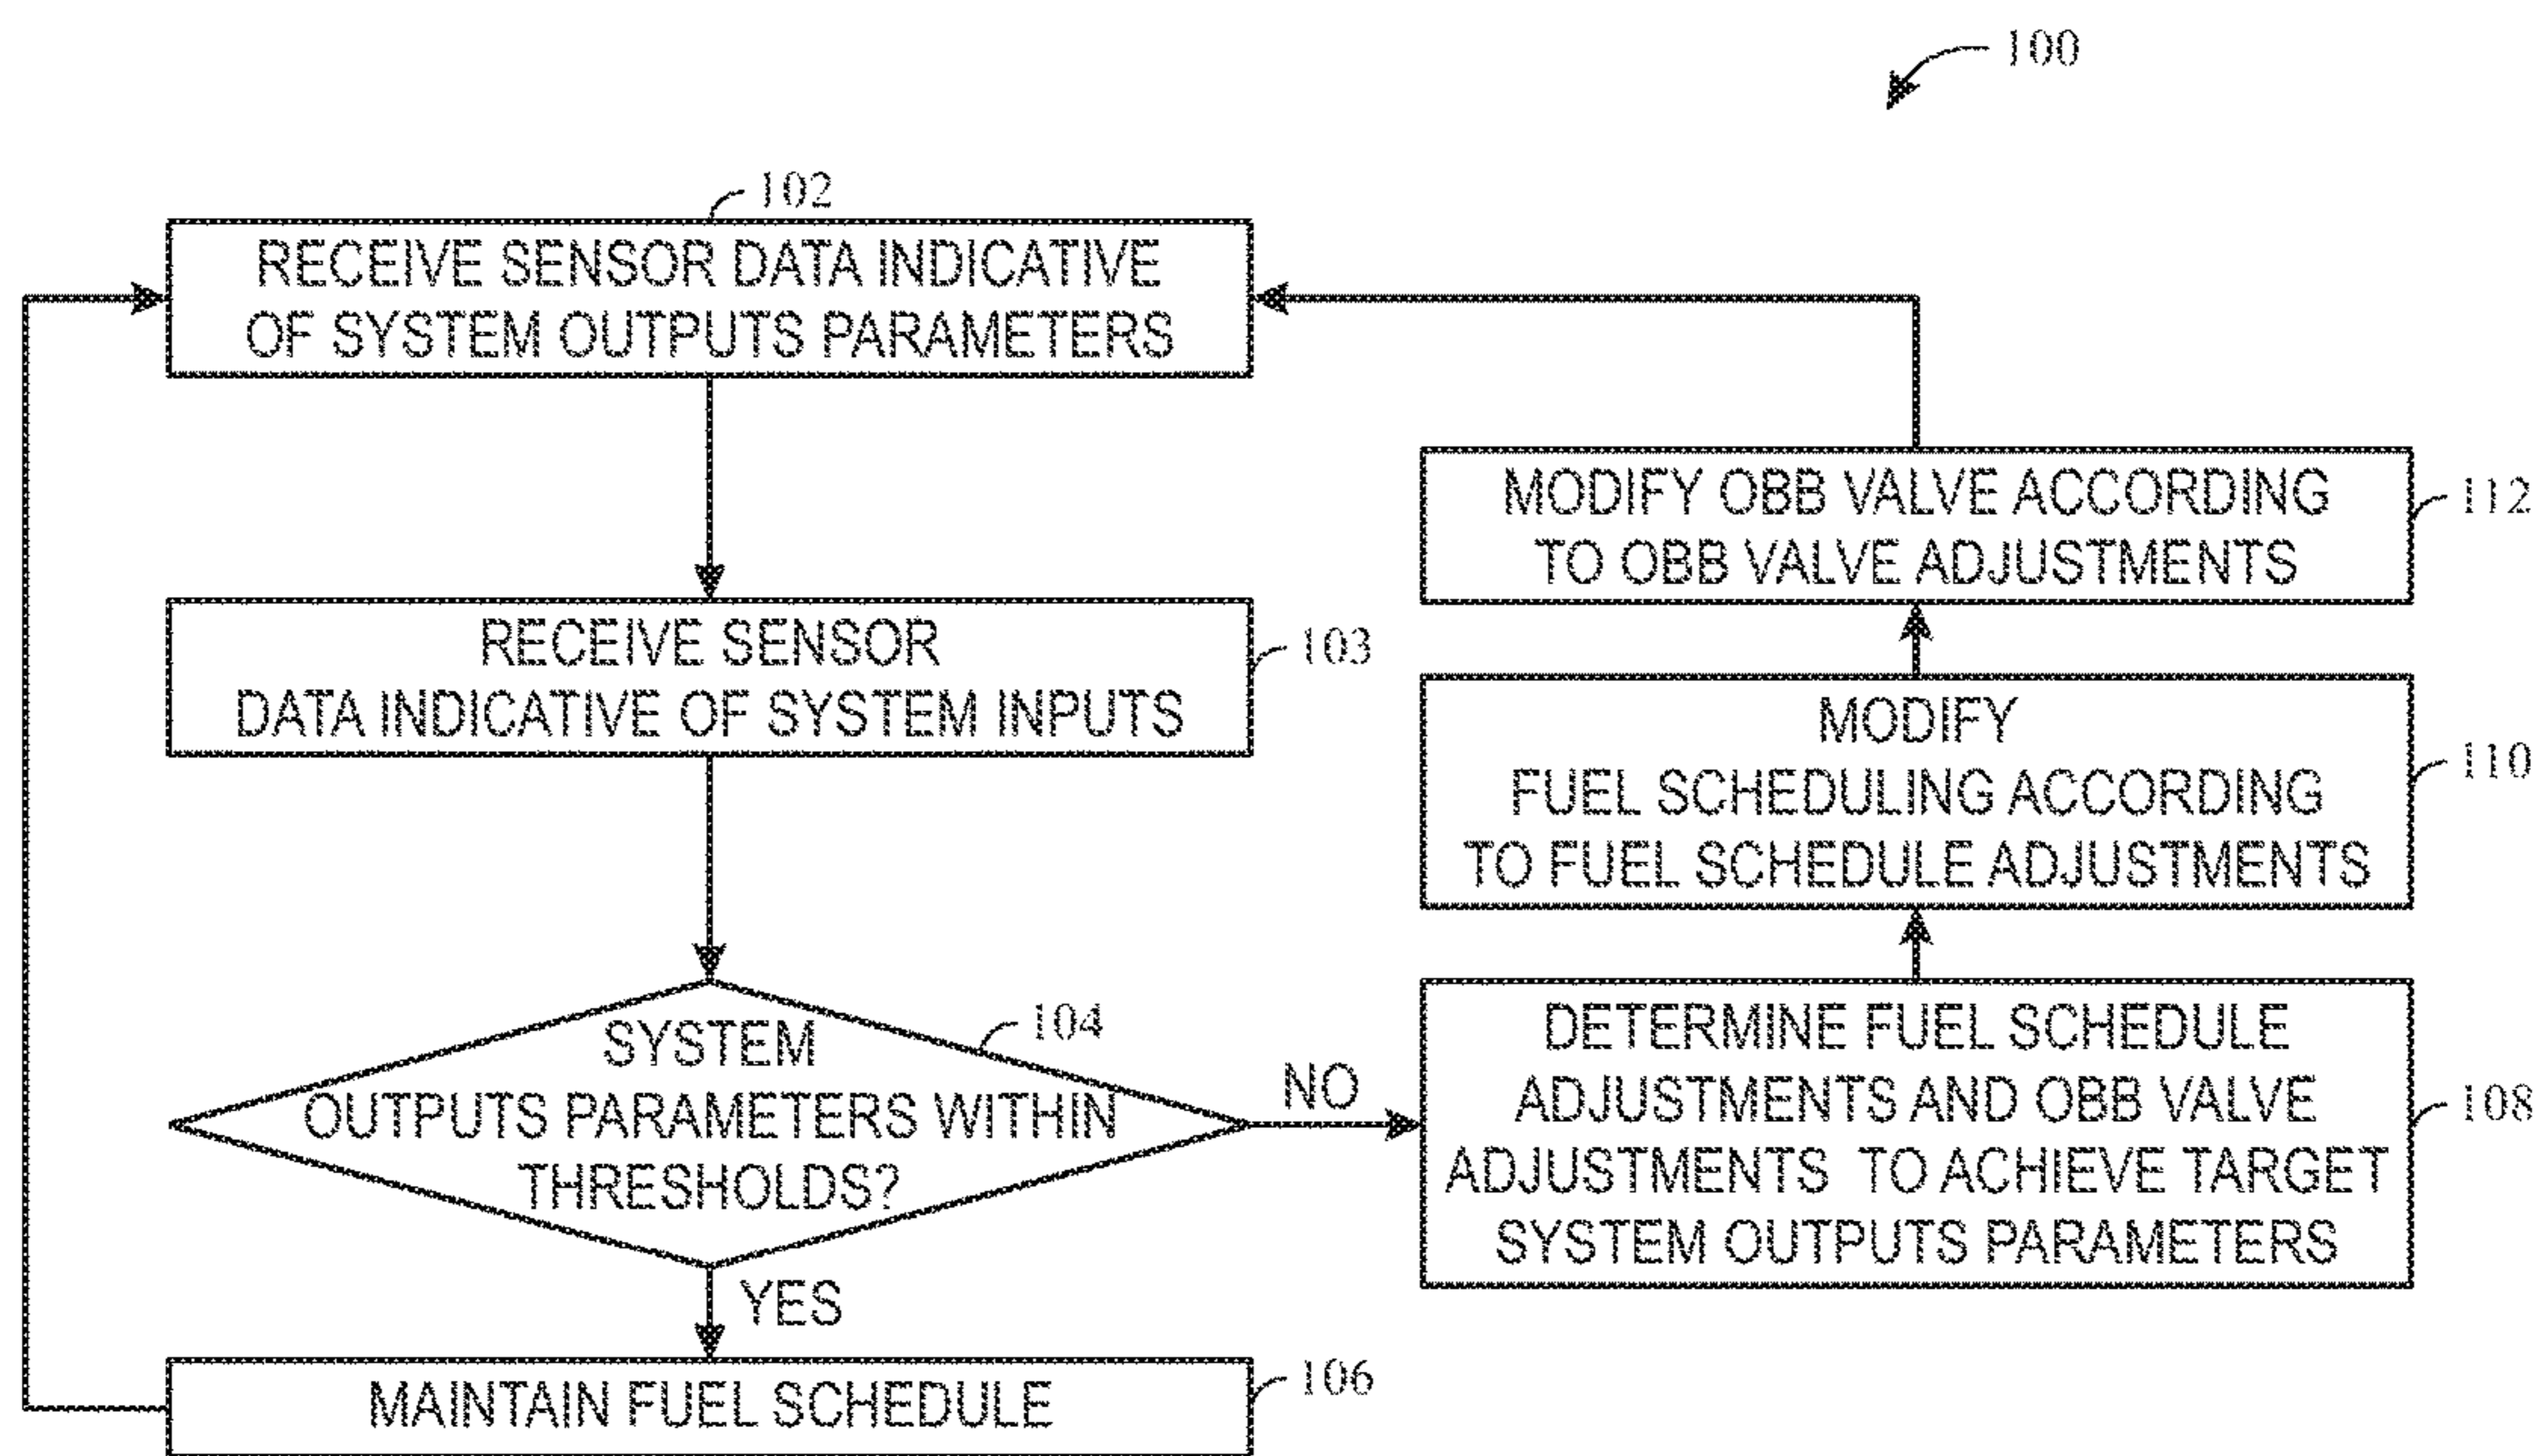 100
102
RECEIVE SENSOR DATA INDICATIVE
OF SYSTEM OUTPUTS PARAMETERS
RECEIVE SENSOR
DATA INDICATIVE OF SYSTEM INPUTS
103
SYSTEM
OUTPUTS PARAMETERS WITHIN
THRESHOLDS?
104
NO
YES
MAINTAIN FUEL SCHEDULE
106
DETERMINE FUEL SCHEDULE
ADJUSTMENTS AND OBB VALVE
ADJUSTMENTS TO ACHIEVE TARGET
SYSTEM OUTPUTS PARAMETERS
108
MODIFY
FUEL SCHEDULING ACCORDING
TO FUEL SCHEDULE ADJUSTMENTS
110
MODIFY OBB VALVE ACCORDING
TO OBB VALVE ADJUSTMENTS
112